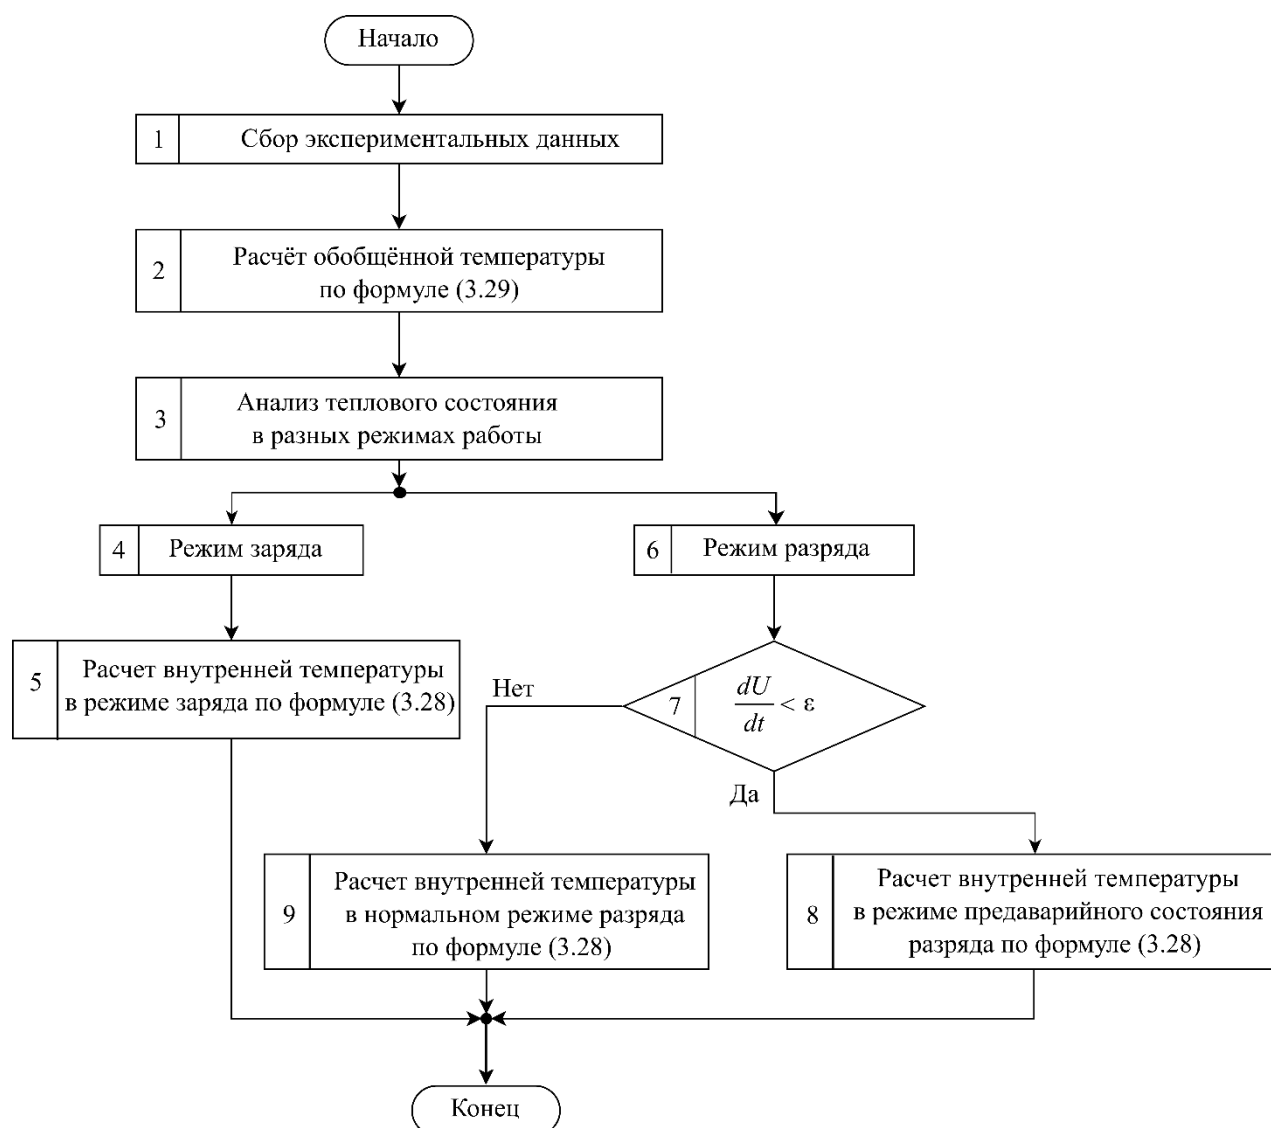 Начало
1
Сбор экспериментальных данных
2
Расчёт обобщённой температуры
по формуле (3.29)
3
Анализ теплового состояния
в разных режимах работы
4
Режим заряда
6
Режим разряда
5
Расчет внутренней температуры
в режиме заряда по формуле (3.28)
Нет
7
dU
dt
< ε
Да
9
Расчет внутренней температуры
в нормальном режиме разряда
по формуле (3.28)
8
Расчет внутренней температуры
в режиме предаварийного состояния
разряда по формуле (3.28)
Конец